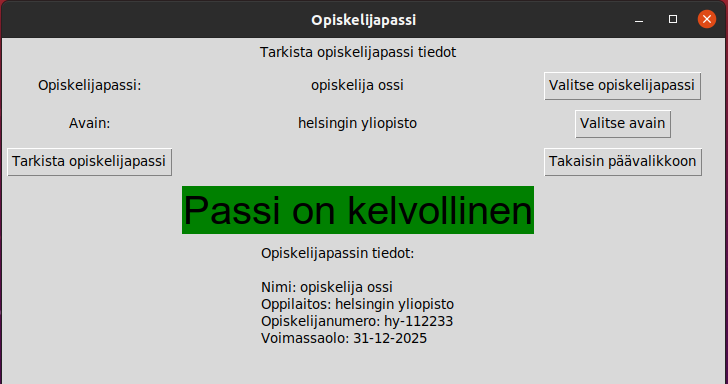 Opiskelijapassi
Tarkista opiskelijapassi tiedot
Opiskelijapassi: opiskelija ossi Valitse opiskelijapassi
Avain: helsingin yliopisto Valitse avain
Tarkista opiskelijapassi Takaisin päävalikkoon
Passi on kelvollinen
Opiskelijapassin tiedot:
Nimi: opiskelija ossi
Oppilaitos: helsingin yliopisto
Opiskelijanumero: hy-112233
Voimassaolo: 31-12-2025